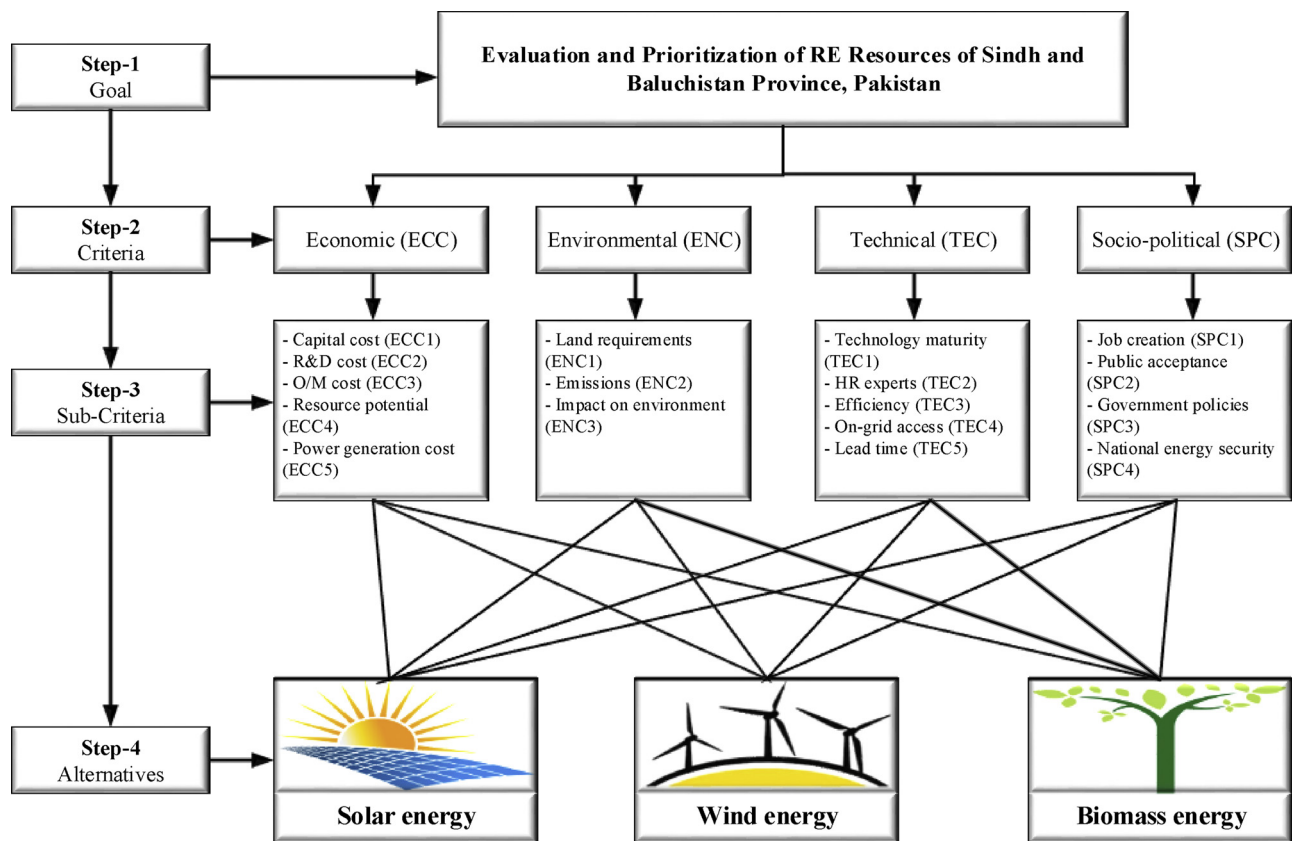 Step-1
Goal
Evaluation and Prioritization of RE Resources of Sindh and
Baluchistan Province, Pakistan
Step-2
Criteria
Economic (ECC)
Environmental (ENC)
Technical (TEC)
Socio-political (SPC)
Step-3
Sub-Criteria
- Capital cost (ECC1)
- R&D cost (ECC2)
- O/M cost (ECC3)
- Resource potential
(ECC4)
- Power generation cost
(ECC5)
- Land requirements
(ENC1)
- Emissions (ENC2)
- Impact on environment
(ENC3)
- Technology maturity
(TEC1)
- HR experts (TEC2)
- Efficiency (TEC3)
- On-grid access (TEC4)
- Lead time (TEC5)
- Job creation (SPC1)
- Public acceptance
(SPC2)
- Government policies
(SPC3)
- National energy security
(SPC4)
Step-4
Alternatives
Solar energy
Wind energy
Biomass energy